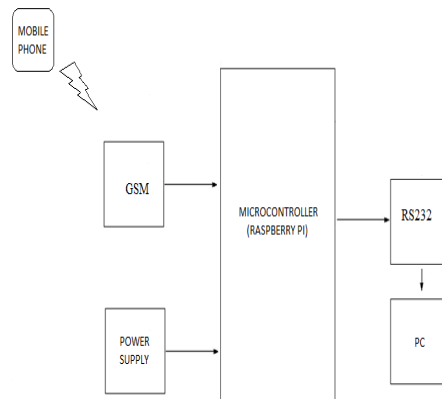 MOBILE
PHONE
GSM
MICROCONTROLLER
(RASPBERRY PI)
RS232
POWER
SUPPLY
PC